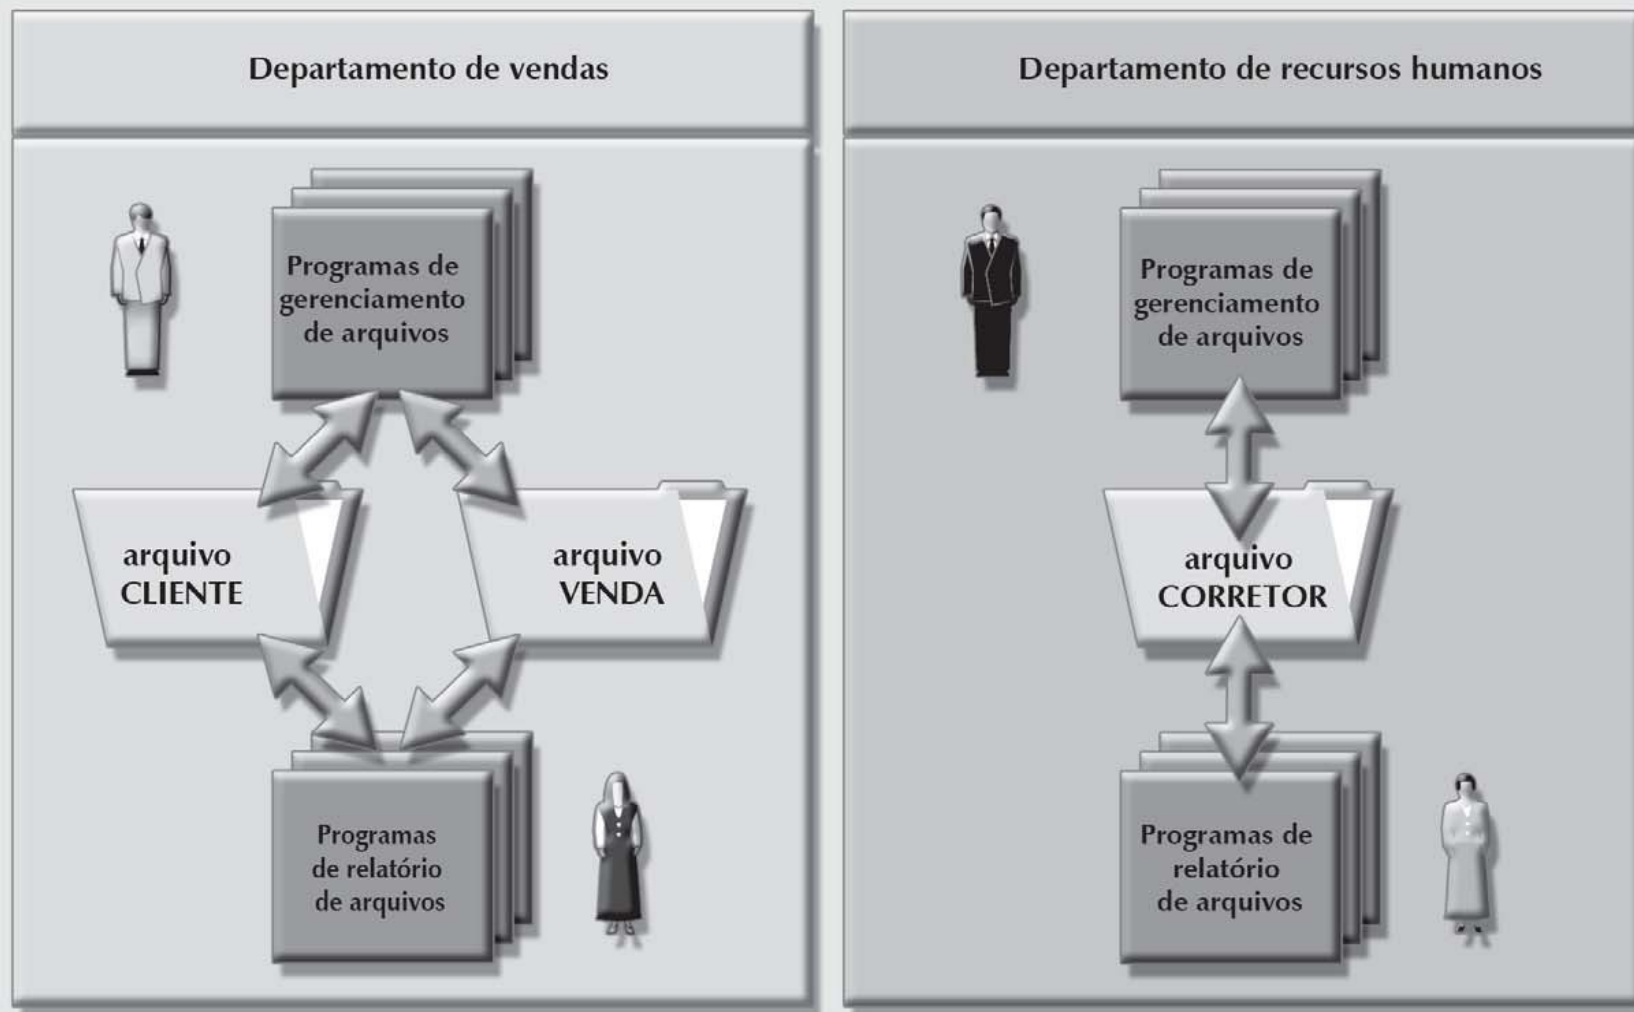 Departamento de vendas
Programas de
gerenciamento
de arquivos
arquivo
CLIENTE
arquivo
VENDA
Programas
de relatório
de arquivos
Departamento de recursos humanos
Programas de
gerenciamento
de arquivos
arquivo
CORRETOR
Programas de
relatório
de arquivos